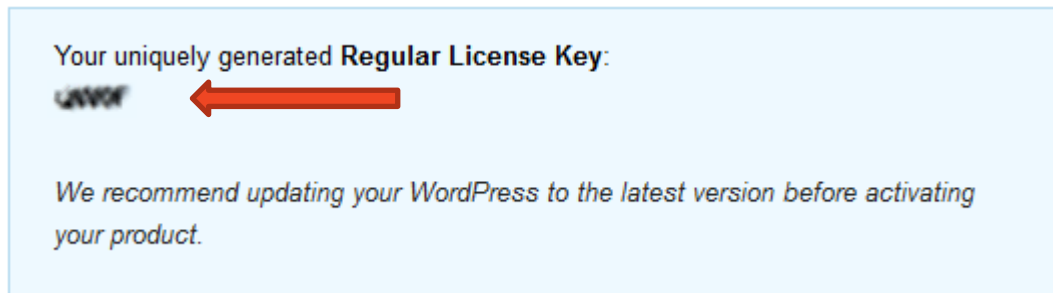 Your uniquely generated Regular License Key:
We recommend updating your WordPress to the latest version before activating
your product.